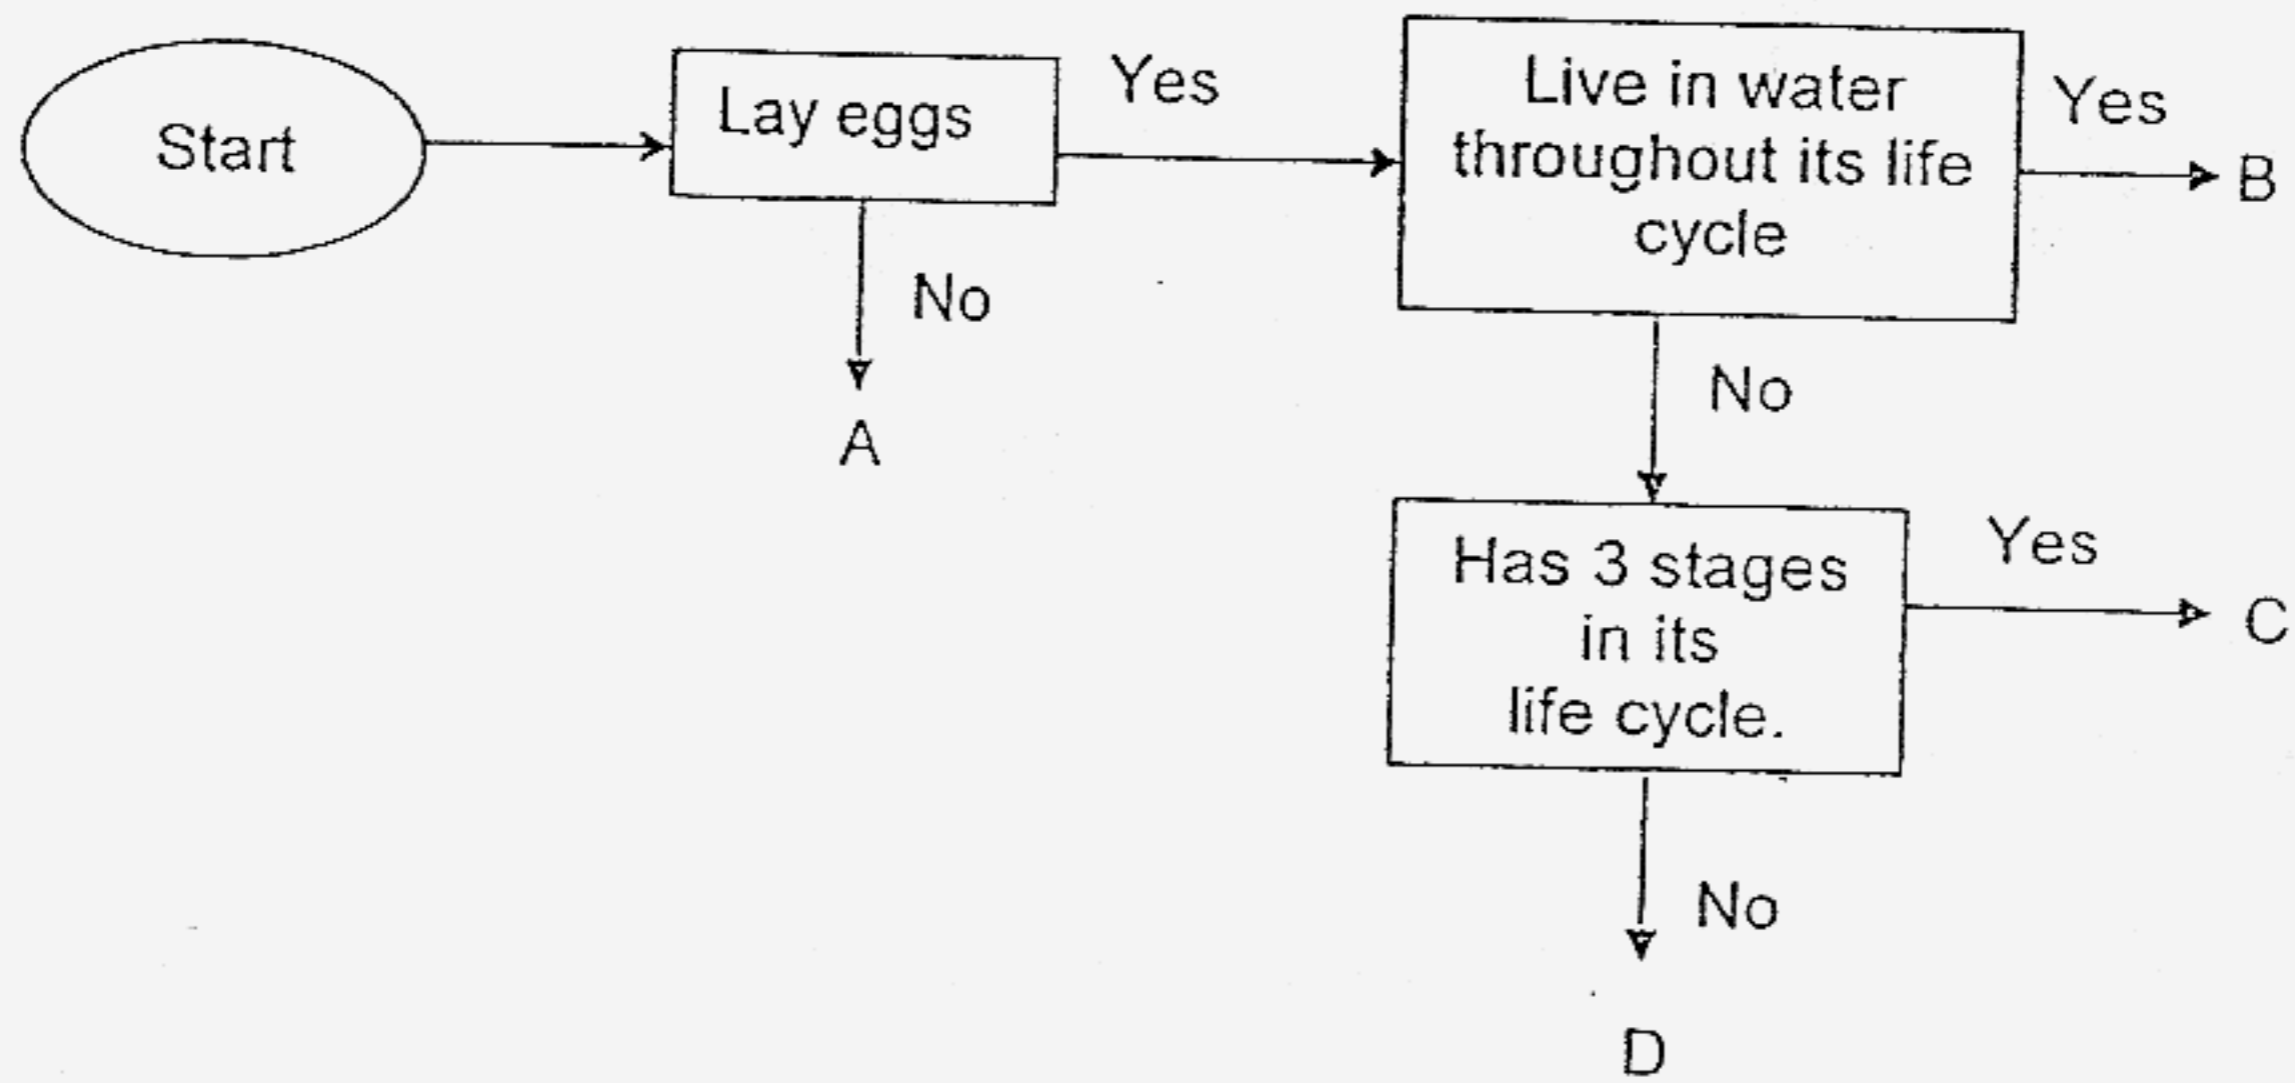 Start
Lay eggs
Yes
Live in water
throughout its life
cycle
Yes
B
No
A
No
Has 3 stages
in its
life cycle.
Yes
C
No
D